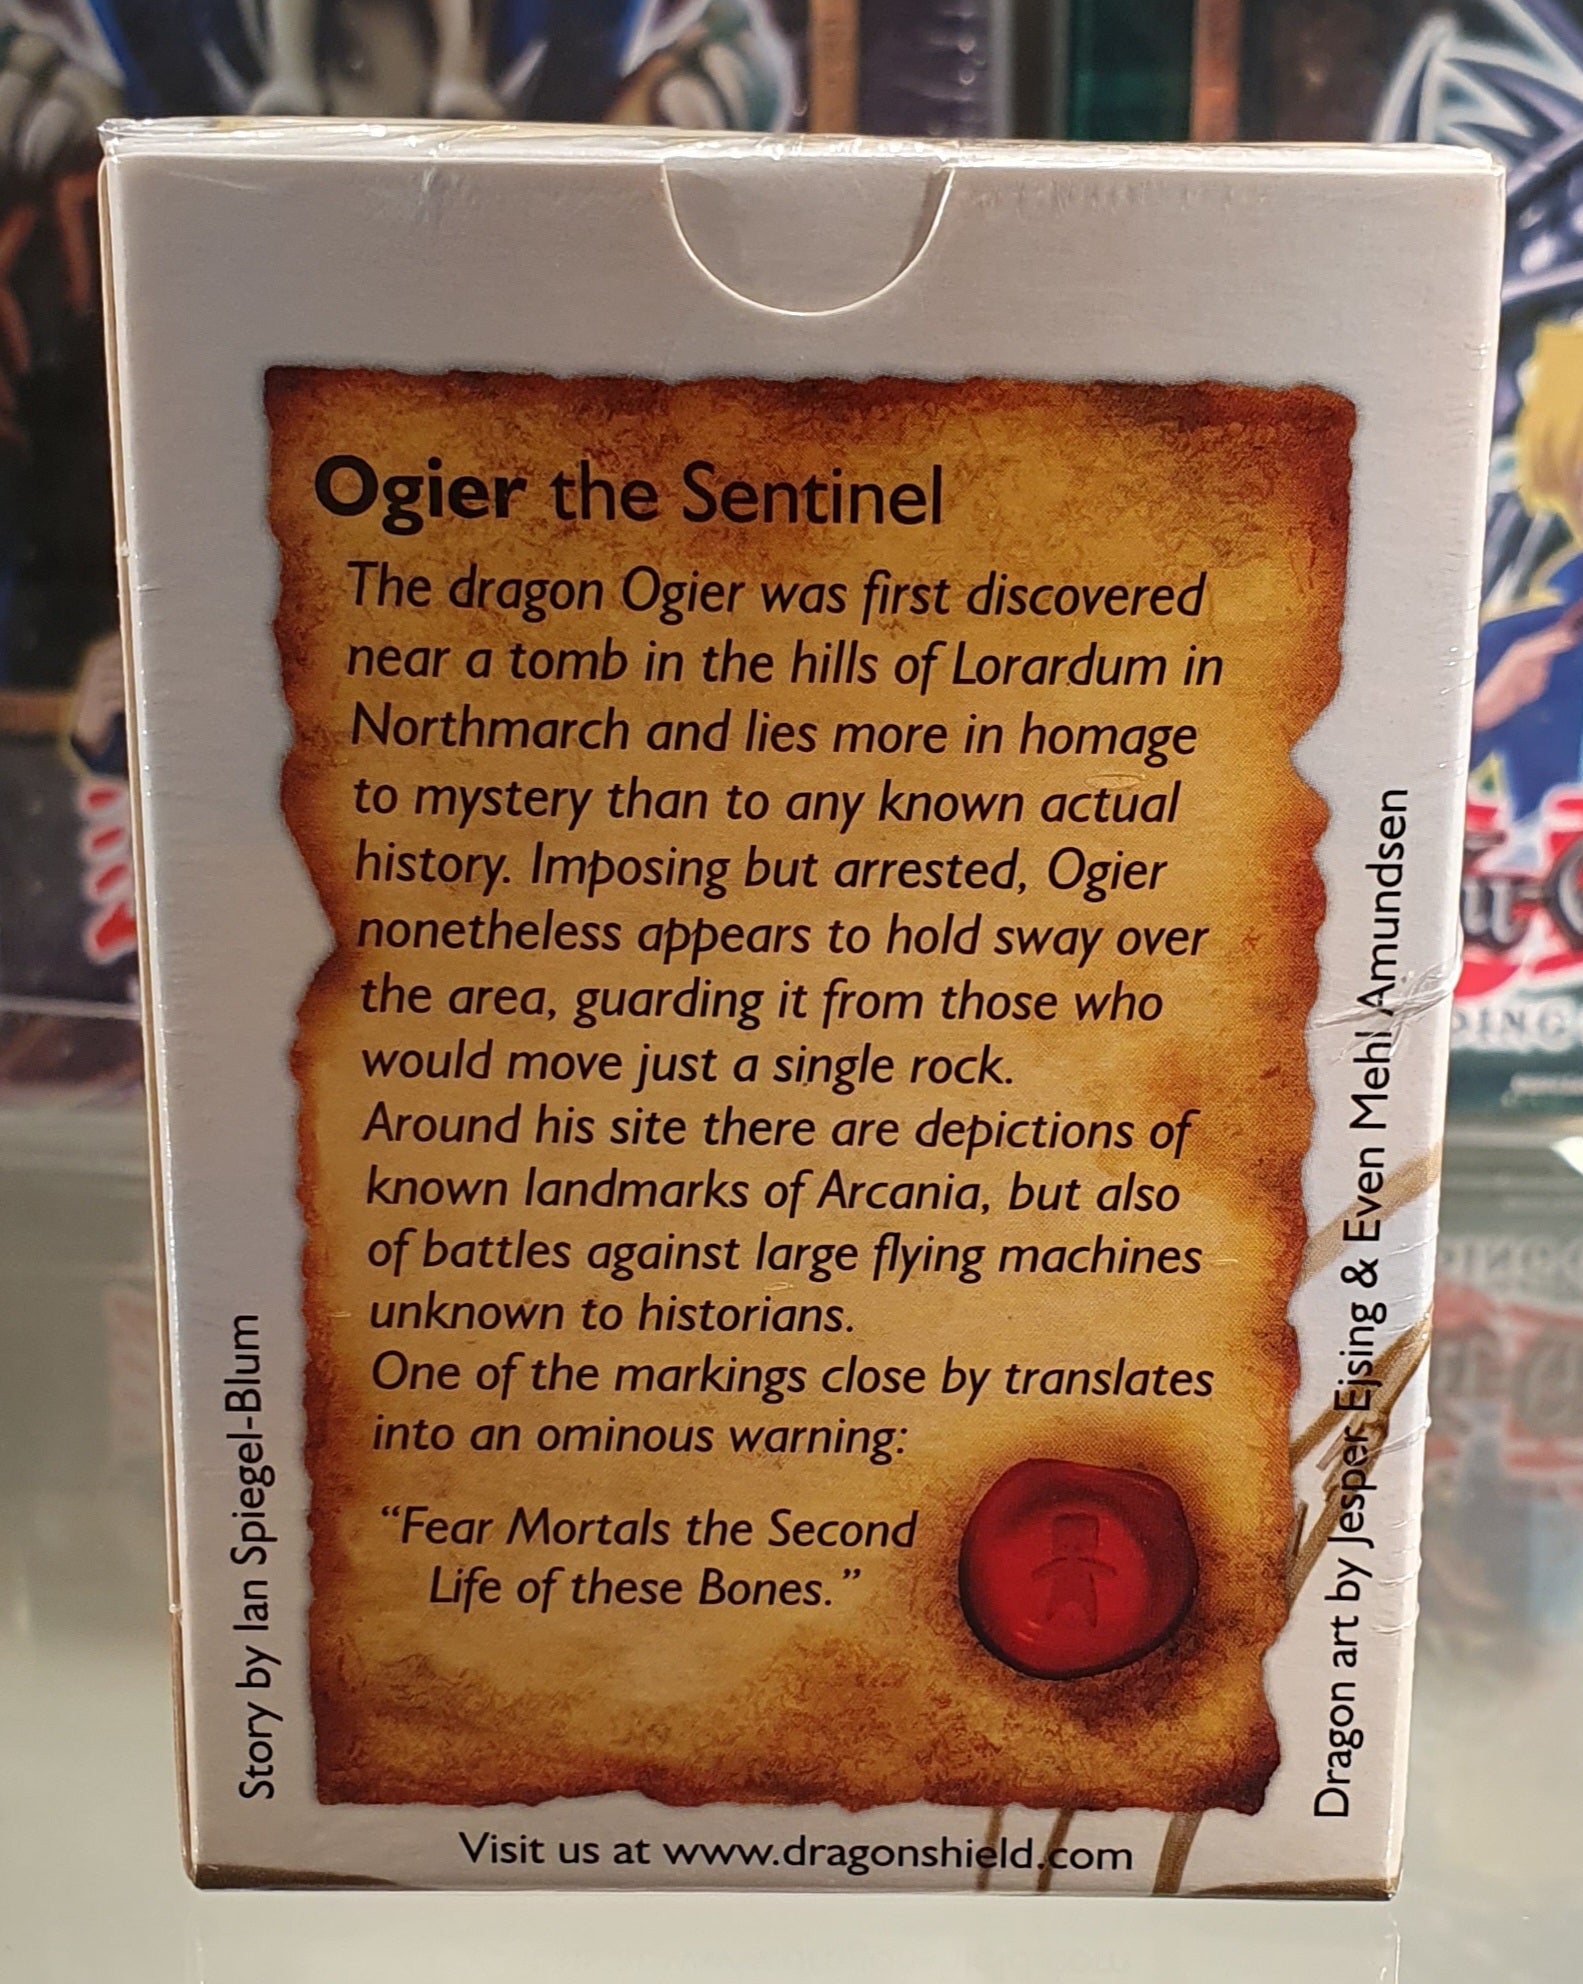 Ogier the Sentinel
The dragon Ogier was first discovered
near a tomb in the hills of Lorardum in
Northmarch and lies more in homage
to mystery than to any known actual
history. Imposing but arrested, Ogier
nonetheless appears to hold sway over
the area, guarding it from those who
would move just a single rock.
Around his site there are depictions of
known landmarks of Arcania, but also
of battles against large flying machines
unknown to historians.
One of the markings close by translates
into an ominous warning:
“Fear Mortals the Second
Life of these Bones.”
Story by Ian Spiegel-Blum
Dragon art by Jesper Ejsing & Even Mehl Amundsen
Visit us at www.dragonshield.com